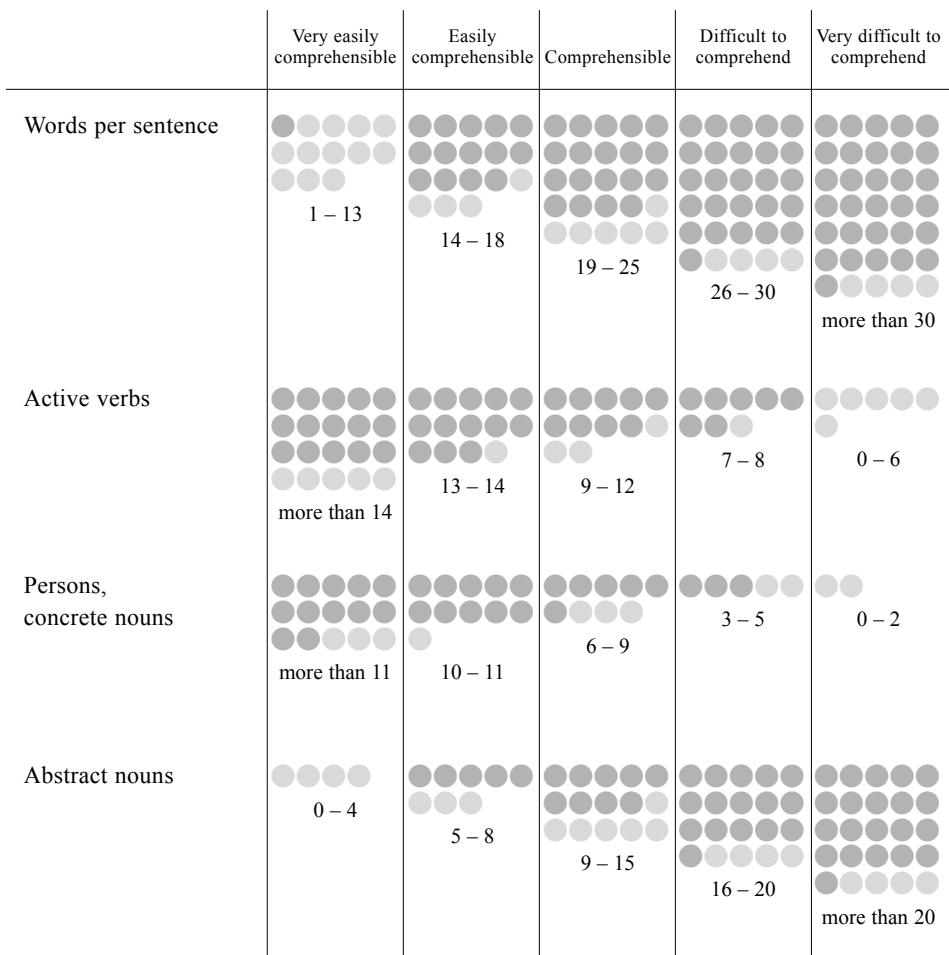 Very easily
comprehensible
Easily
comprehensible
Comprehensible
Difficult to
comprehend
Very difficult to
comprehend
Words per sentence
1 – 13
14 – 18
19 – 25
26 – 30
more than 30
Active verbs
more than 14
13 – 14
9 – 12
7 – 8
0 – 6
Persons,
concrete nouns
more than 11
10 – 11
6 – 9
3 – 5
0 – 2
Abstract nouns
0 – 4
5 – 8
9 – 15
16 – 20
more than 20